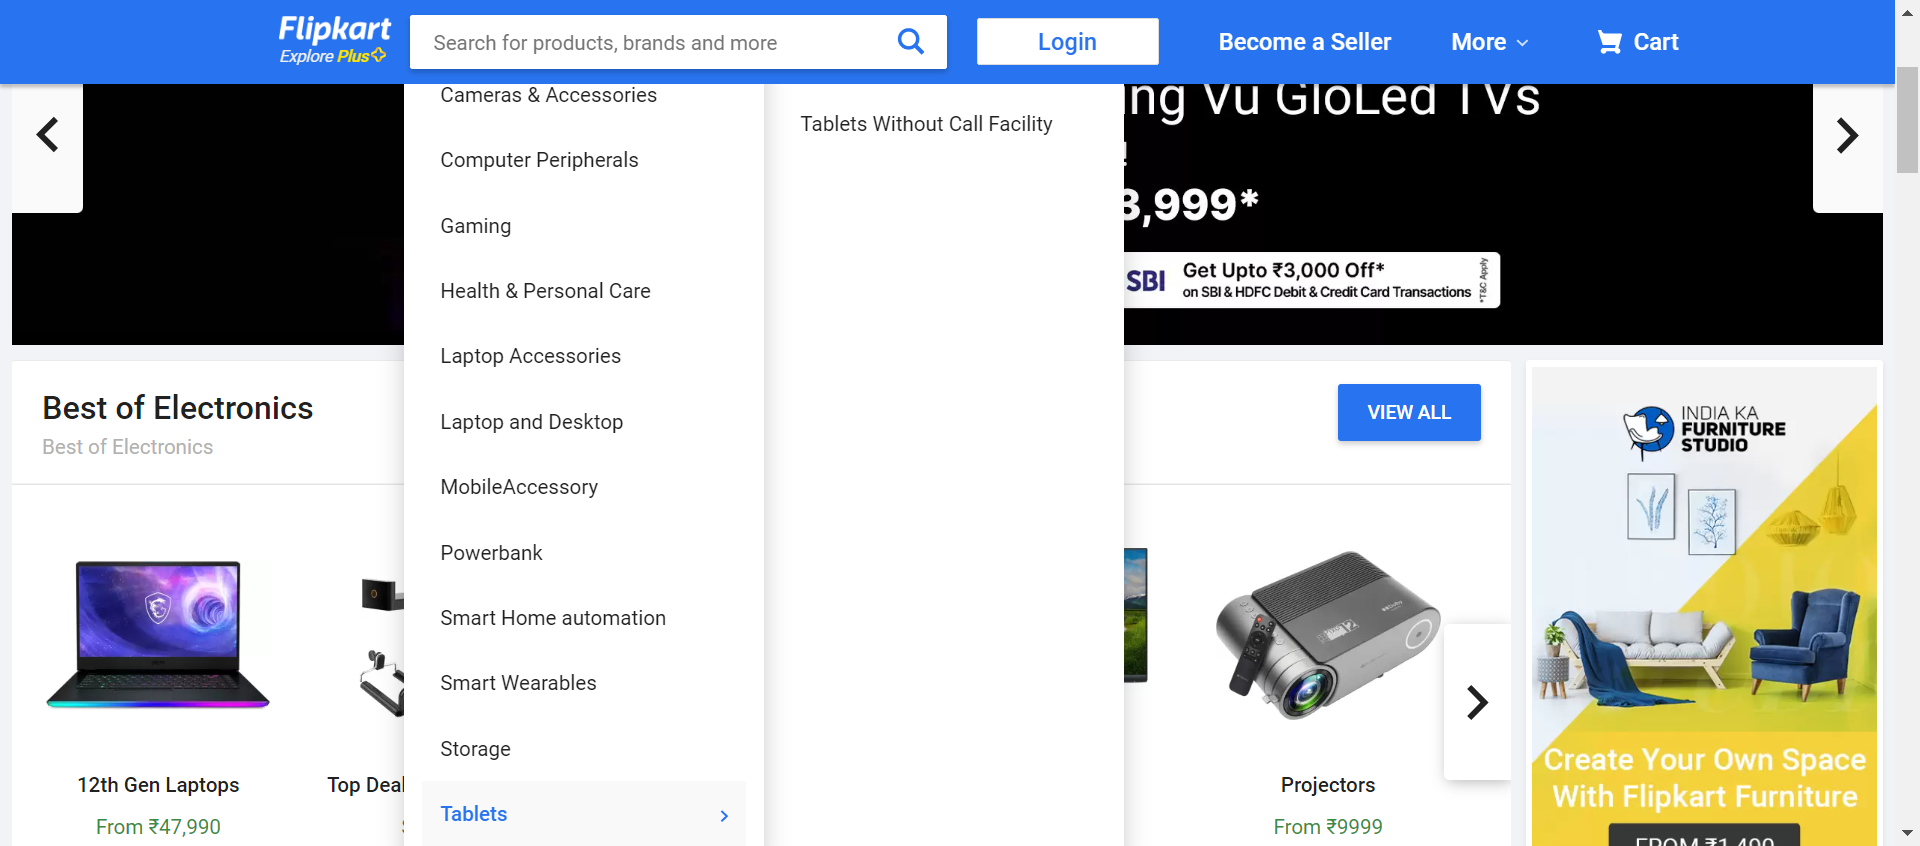 Flipkart
Explore Plus
Search for products, brands and more
Login
Become a Seller
More
Cart
Cameras & Accessories
Computer Peripherals
Gaming
Health & Personal Care
Laptop Accessories
Laptop and Desktop
MobileAccessory
Powerbank
Smart Home automation
Smart Wearables
Storage
Tablets
Tablets Without Call Facility
ing Vu GloLed TVs
!
3,999*
SBI
Get Upto ₹3,000 Off*
on SBI & HDFC Debit & Credit Card Transactions
*T&C Apply
Best of Electronics
Best of Electronics
VIEW ALL
12th Gen Laptops
From ₹47,990
Top Deal
Projectors
From ₹9999
INDIA KA
FURNITURE
STUDIO
Create Your Own Space
With Flipkart Furniture
FROM ₹1,499